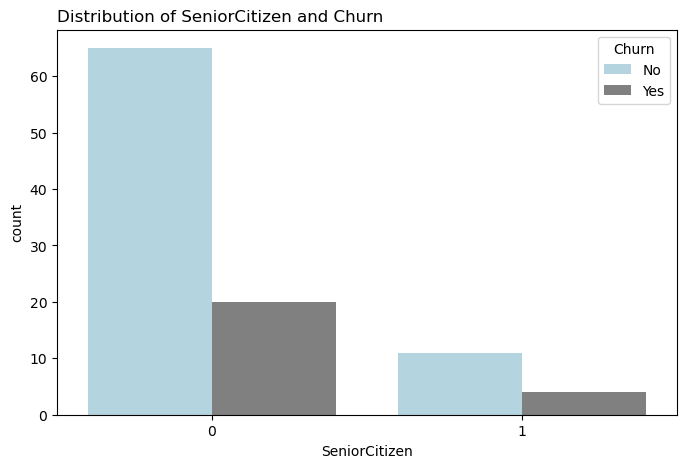 Distribution of SeniorCitizen and Churn
Churn
No
Yes
count
60
50
40
30
20
10
0
0 1
SeniorCitizen